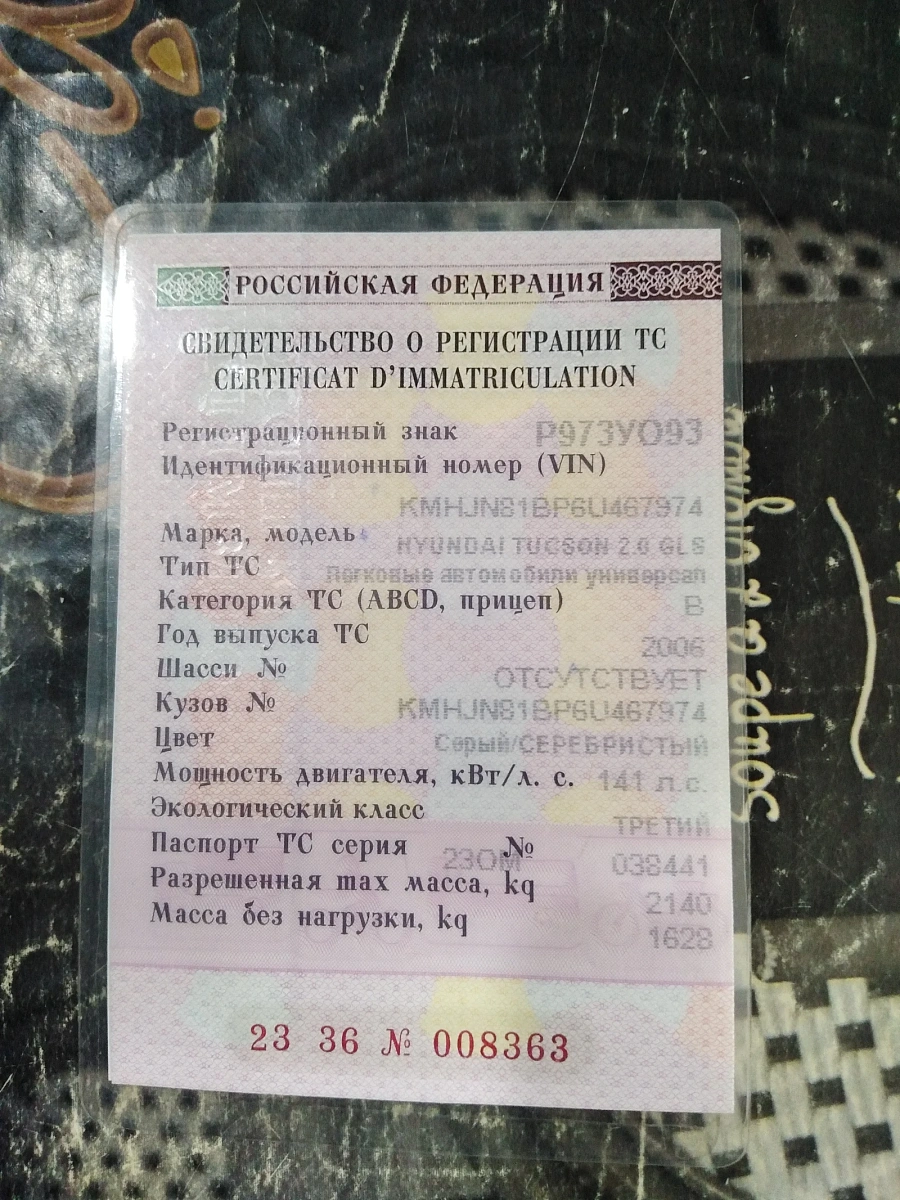 РОССИЙСКАЯ ФЕДЕРАЦИЯ
СВИДЕТЕЛЬСТВО О РЕГИСТРАЦИИ ТС
CERTIFICAT D'IMMATRICULATION
Регистрационный знак Р973УО93
Идентификационный номер (VIN)
KMHJN81BP6U467974
Марка, модель HYUNDAI TUCSON 2.0 GLS
Тип ТС Легковые автомобили универсал
Категория ТС (ABCD, прицеп) B
Год выпуска ТС 2006
Шасси № ОТСУТСТВУЕТ
Кузов № KMHJN81BP6U467974
Цвет Серый/СЕРЕБРИСТЫЙ
Мощность двигателя, кВт/л. с. 141 л.с.
Экологический класс ТРЕТИЙ
Паспорт ТС серия 23ОМ № 038441
Разрешенная max масса, kg 2140
Масса без нагрузки, kg 1628
23 36 № 008363